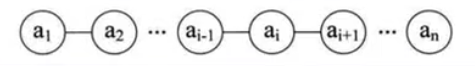 a₁ a₂ ··· aᵢ₋₁ aᵢ aᵢ₊₁ ··· aₙ